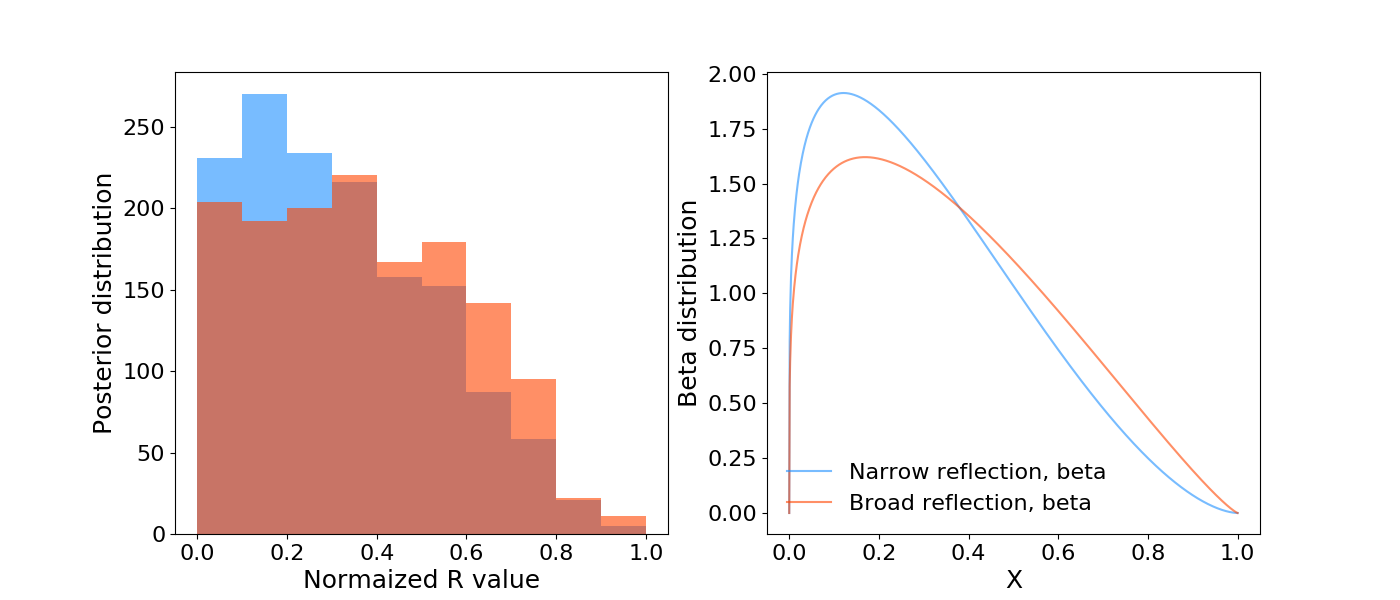 Posterior distribution
250
200
150
100
50
0
0.0 0.2 0.4 0.6 0.8 1.0
Normaized R value
Beta distribution
2.00
1.75
1.50
1.25
1.00
0.75
0.50
0.25
0.00
Narrow reflection, beta
Broad reflection, beta
0.0 0.2 0.4 0.6 0.8 1.0
X